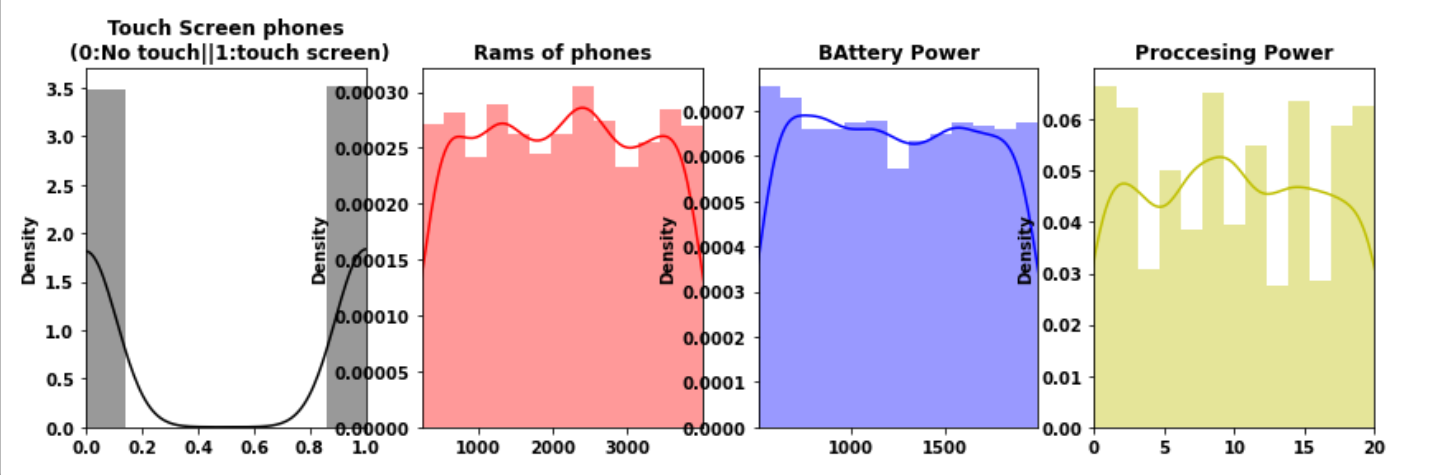 Touch Screen phones
(0:No touch||1:touch screen)
Rams of phones
BAttery Power
Proccesing Power
3.5
3.0
2.5
2.0
1.5
1.0
0.5
0.0
Density
0.0 0.2 0.4 0.6 0.8 1.0
0.00030
0.00025
0.00020
0.00015
0.00010
0.00005
0.00000
Density
1000 2000 3000
0.0007
0.0006
0.0005
0.0004
0.0003
0.0002
0.0001
0.0000
Density
1000 1500
0.06
0.05
0.04
0.03
0.02
0.01
0.00
Density
0 5 10 15 20